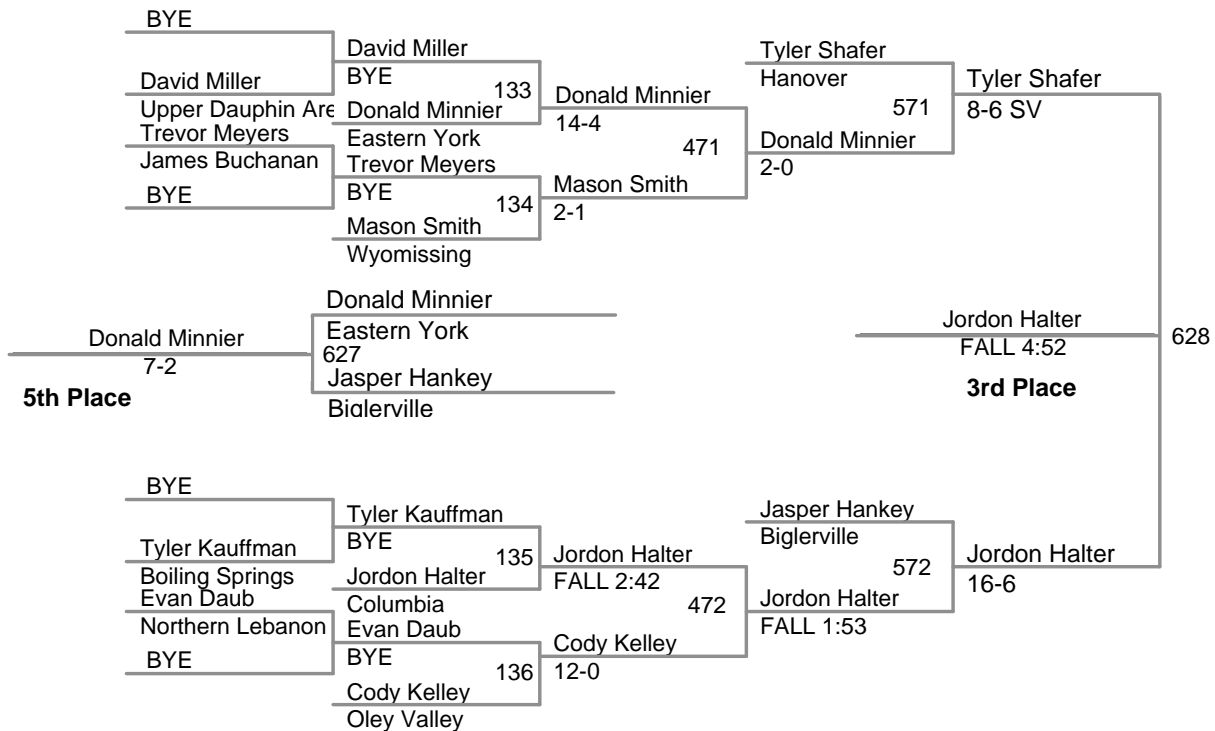 BYE
David Miller
Upper Dauphin Are
Trevor Meyers
James Buchanan
BYE
David Miller
BYE
133
Donald Minnier
Eastern York
Trevor Meyers
BYE
134
Mason Smith
Wyomissing
Donald Minnier
14-4
471
Mason Smith
2-1
Tyler Shafer
Hanover
571
Donald Minnier
2-0
Tyler Shafer
8-6 SV
Donald Minnier
7-2
5th Place
Donald Minnier
Eastern York
627
Jasper Hankey
Biglerville
Jordon Halter
FALL 4:52
3rd Place
628
BYE
Tyler Kauffman
Boiling Springs
Evan Daub
Northern Lebanon
BYE
Tyler Kauffman
BYE
135
Jordon Halter
Columbia
Evan Daub
BYE
136
Cody Kelley
Oley Valley
Jordon Halter
FALL 2:42
472
Cody Kelley
12-0
Jasper Hankey
Biglerville
572
Jordon Halter
FALL 1:53
Jordon Halter
16-6